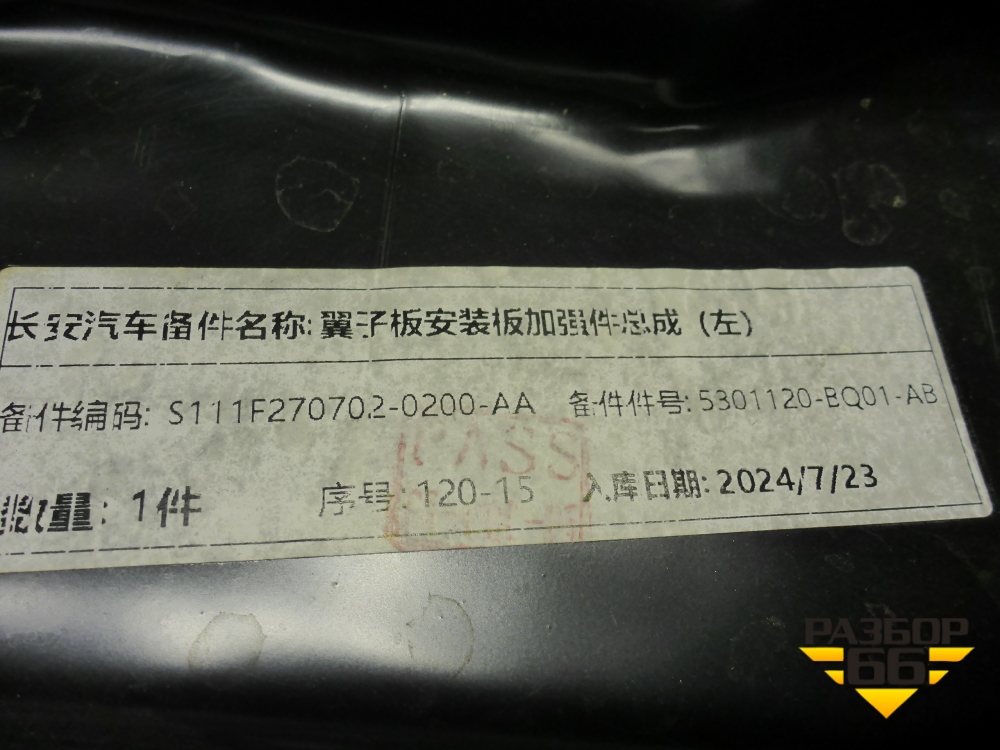 长安汽车备件名称: 翼子板安装板加强件总成 (左)
备件编码: S111F270702-0200-AA 备件件号: 5301120-BQ01-AB
数量: 1件 序号: 120-15 入库日期: 2024/7/23
PASS
РАЗБОР
66